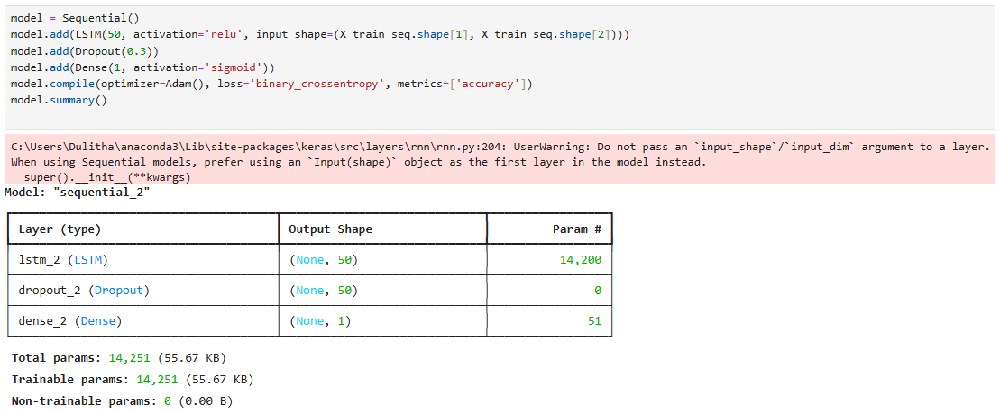 model = Sequential()
model.add(LSTM(50, activation='relu', input_shape=(X_train_seq.shape[1], X_train_seq.shape[2])))
model.add(Dropout(0.3))
model.add(Dense(1, activation='sigmoid'))
model.compile(optimizer=Adam(), loss='binary_crossentropy', metrics=['accuracy'])
model.summary()
C:\Users\Dulitha\anaconda3\Lib\site-packages\keras\src\layers\rnn\rnn.py:204: UserWarning: Do not pass an `input_shape`/`input_dim` argument to a layer.
When using Sequential models, prefer using an `Input(shape)` object as the first layer in the model instead.
super().__init__(**kwargs)
Model: "sequential_2"
Layer (type) Output Shape Param #
lstm_2 (LSTM) (None, 50) 14,200
dropout_2 (Dropout) (None, 50) 0
dense_2 (Dense) (None, 1) 51
Total params: 14,251 (55.67 KB)
Trainable params: 14,251 (55.67 KB)
Non-trainable params: 0 (0.00 B)